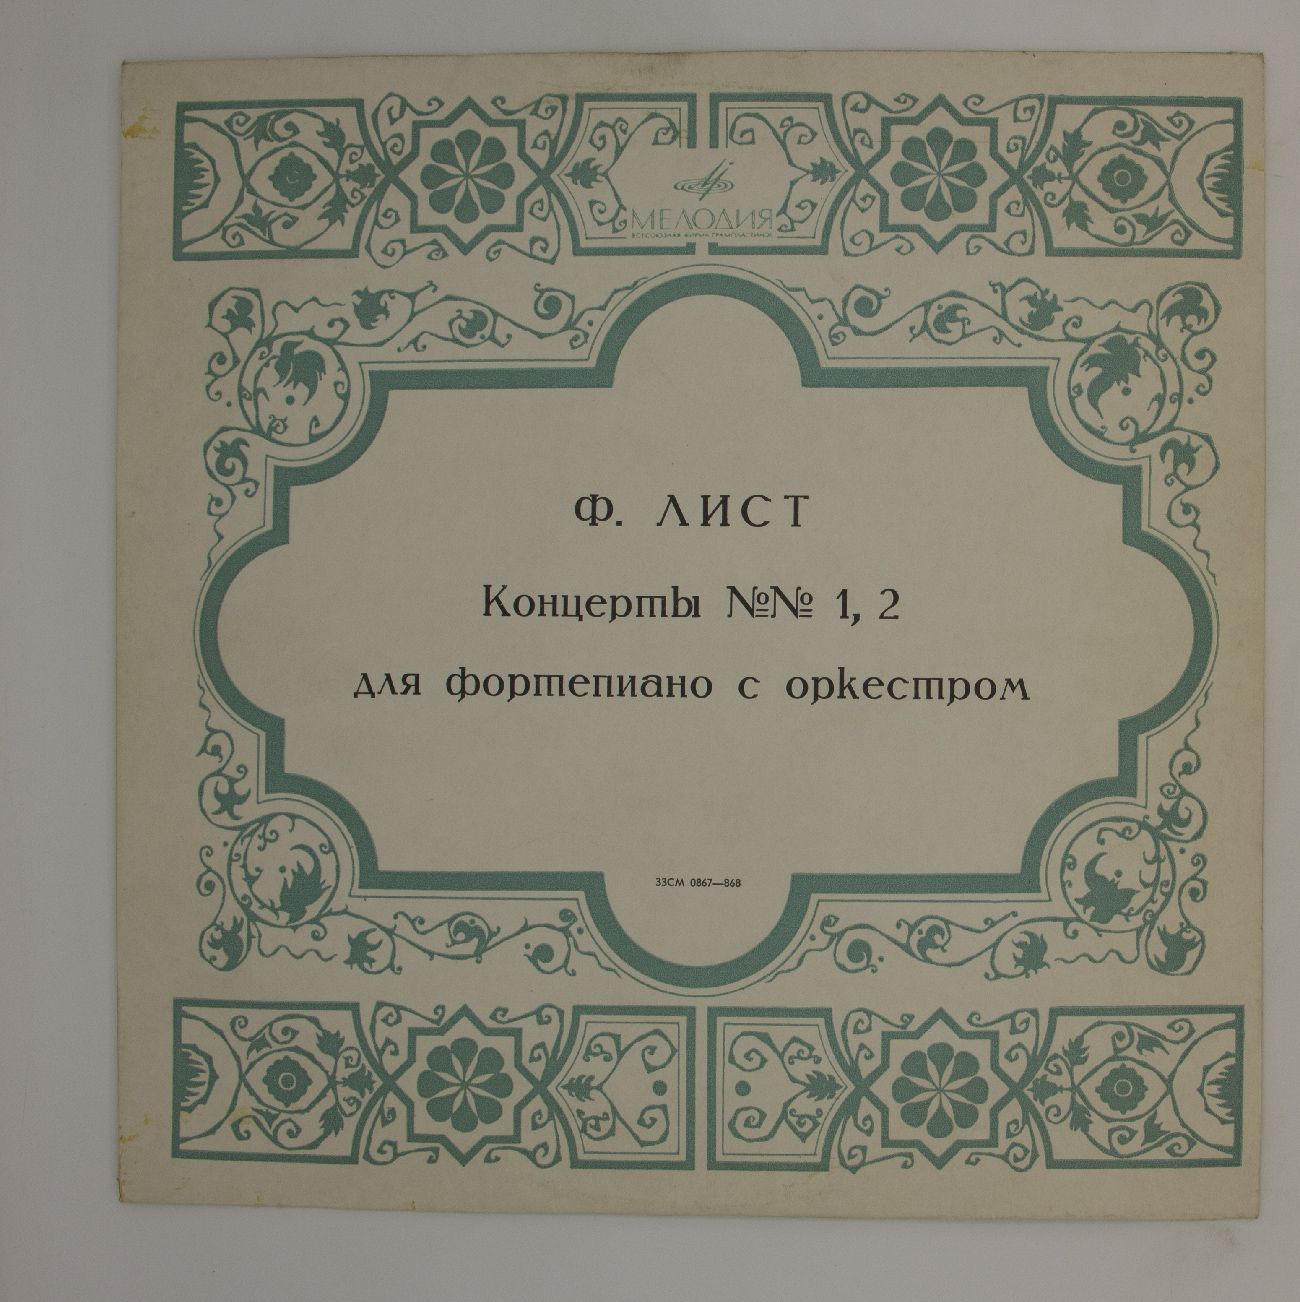 МЕЛОДИЯ
ВСЕСОЮЗНАЯ ФИРМА ГРАМПЛАСТИНОК
Ф. ЛИСТ
Концерты №№ 1, 2
для фортепиано с оркестром
33СМ 0867—868